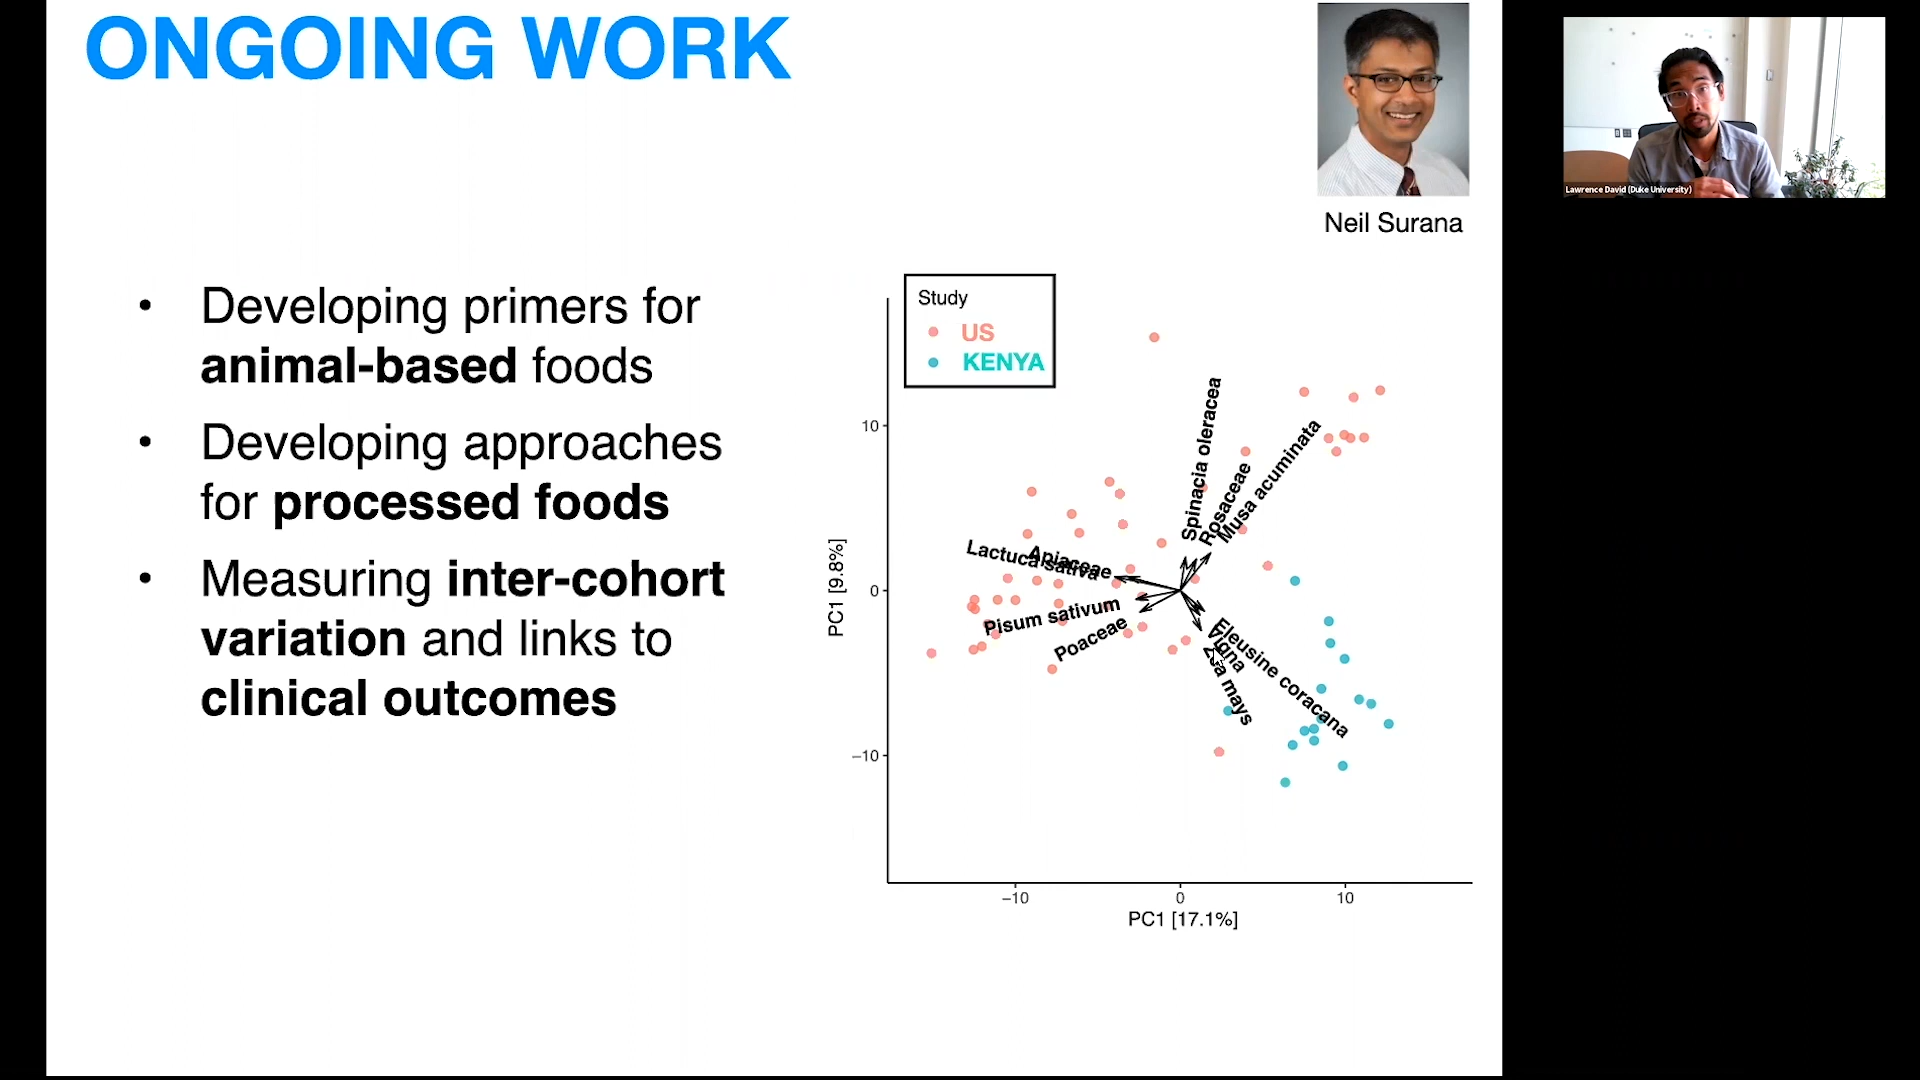 ONGOING WORK
Neil Surana
Lawrence David (Duke University)
• Developing primers for
animal-based foods
• Developing approaches
for processed foods
• Measuring inter-cohort
variation and links to
clinical outcomes
Study
US
KENYA
Spinacia oleracea
Rosaceae
Musa acuminata
Lactuca sativa
Apiaceae
Pisum sativum
Poaceae
Eleusine coracana
Vigna
Zea mays
PC1 [9.8%]
10
0
−10
−10
0
10
PC1 [17.1%]